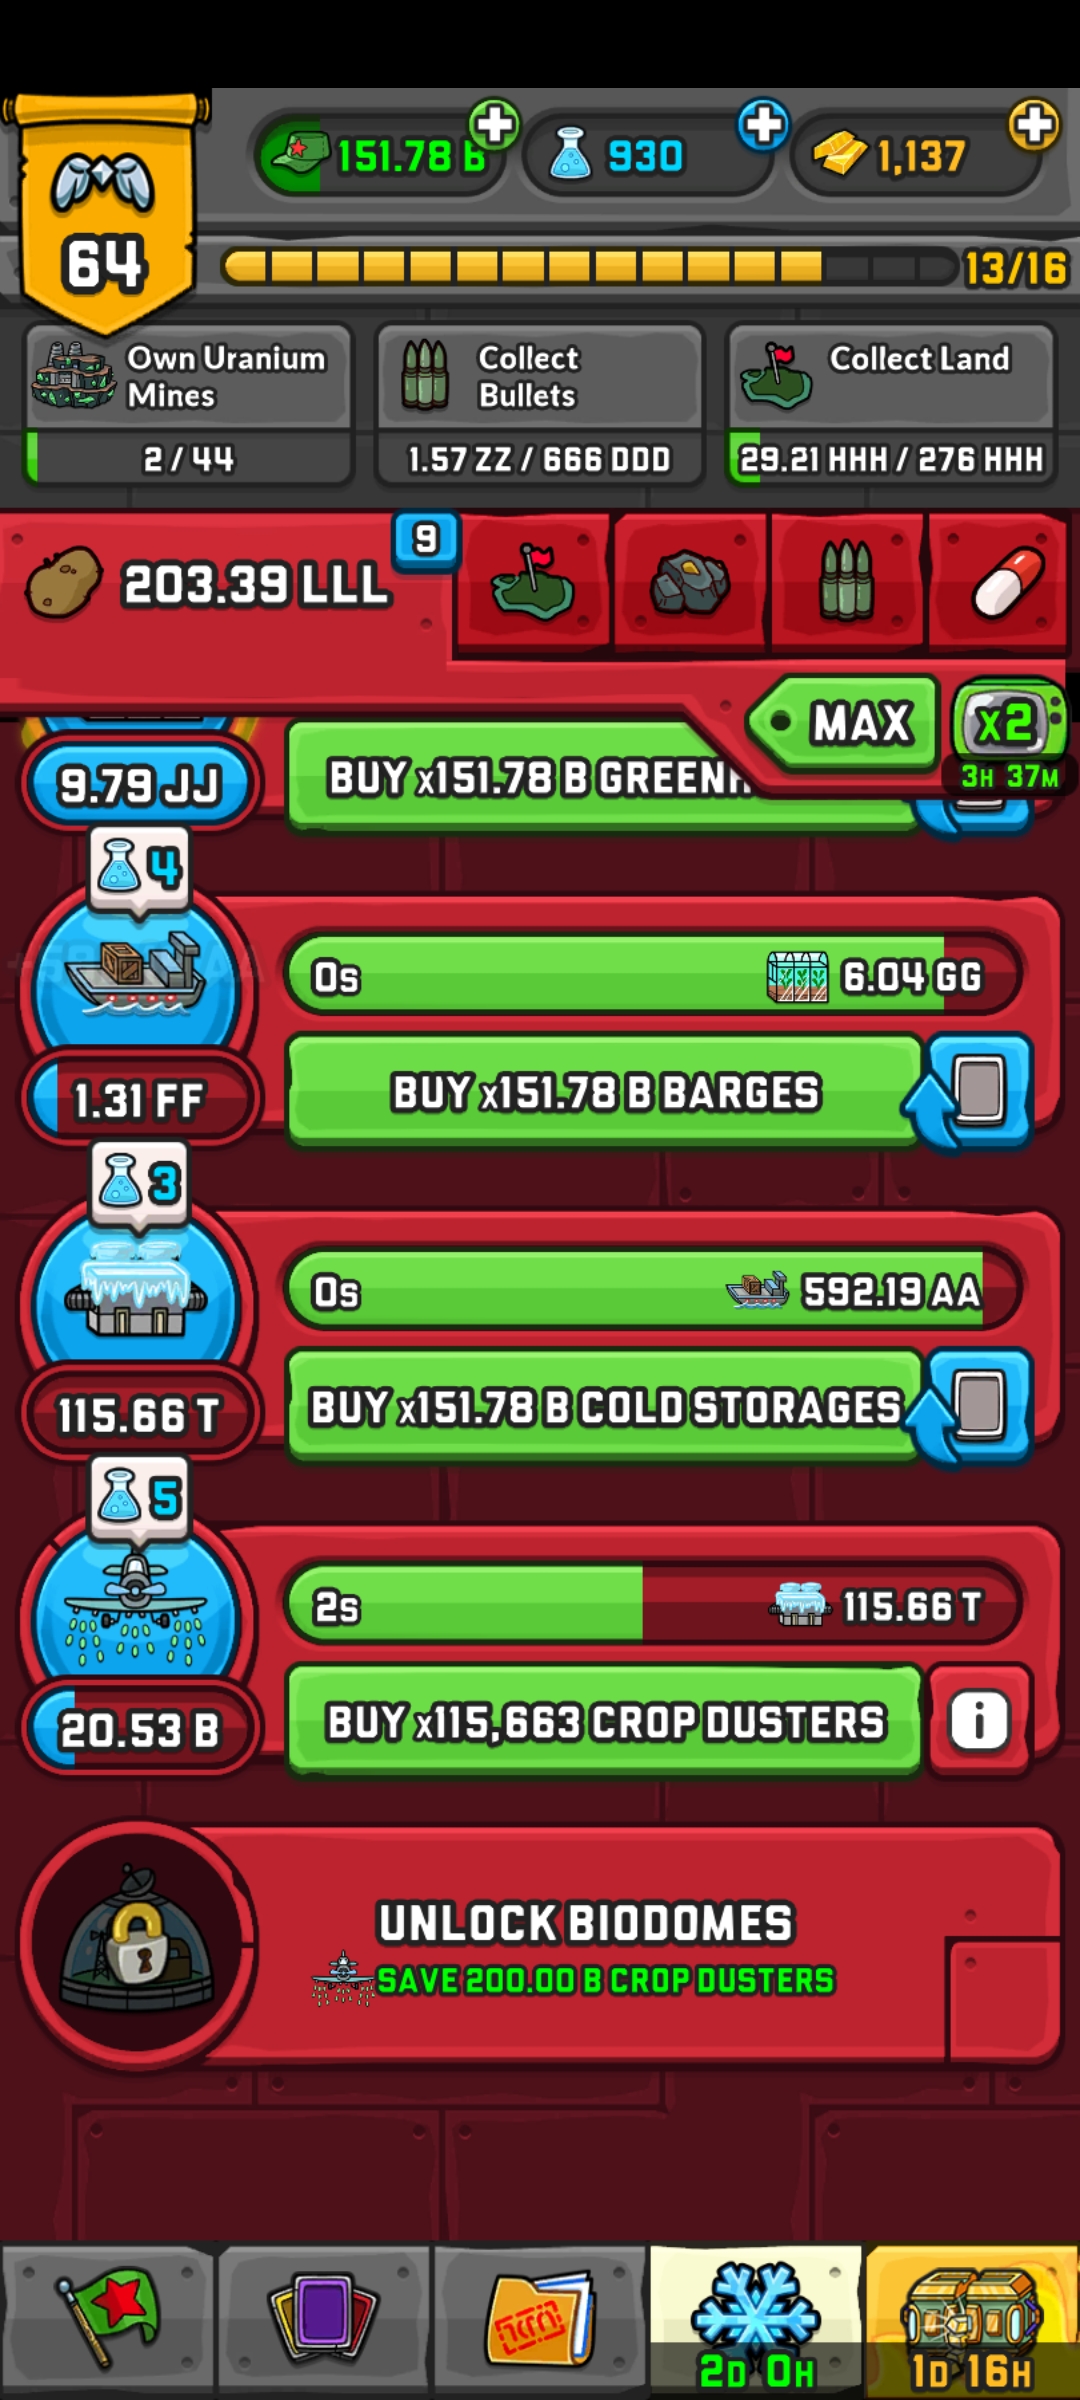 151.78 B
930
1,137
64
13/16
Own Uranium
Mines
Collect
Bullets
Collect Land
2 / 44
1.57 ZZ / 666 DDD
29.21 HHH / 276 HHH
9
203.39 LLL
MAX
X2
3H 37M
9.79 JJ
BUY x151.78 B
4
0s
6.04 GG
1.31 FF
BUY x151.78 B BARGES
3
0s
592.19 AA
115.66 T
BUY x151.78 B COLD STORAGES
5
2s
115.66 T
20.53 B
BUY x115,663 CROP DUSTERS
i
UNLOCK BIODOMES
SAVE 200.00 B CROP DUSTERS
2D 0H
1D 16H